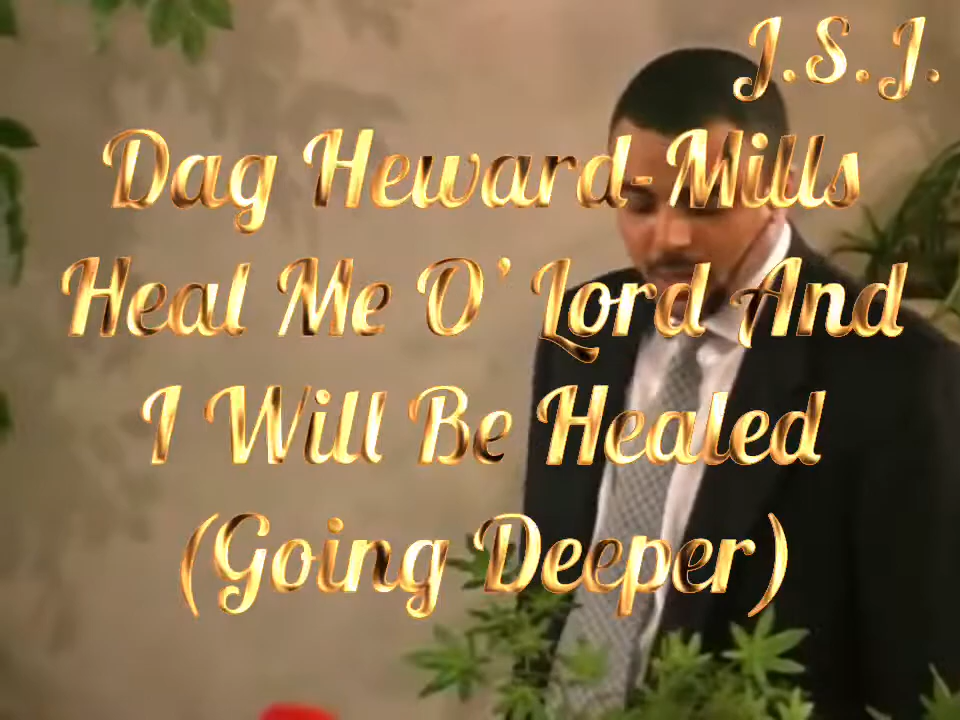 J.S.J.
Dag Heward-Mills
Heal Me O' Lord And
I Will Be Healed
(Going Deeper)